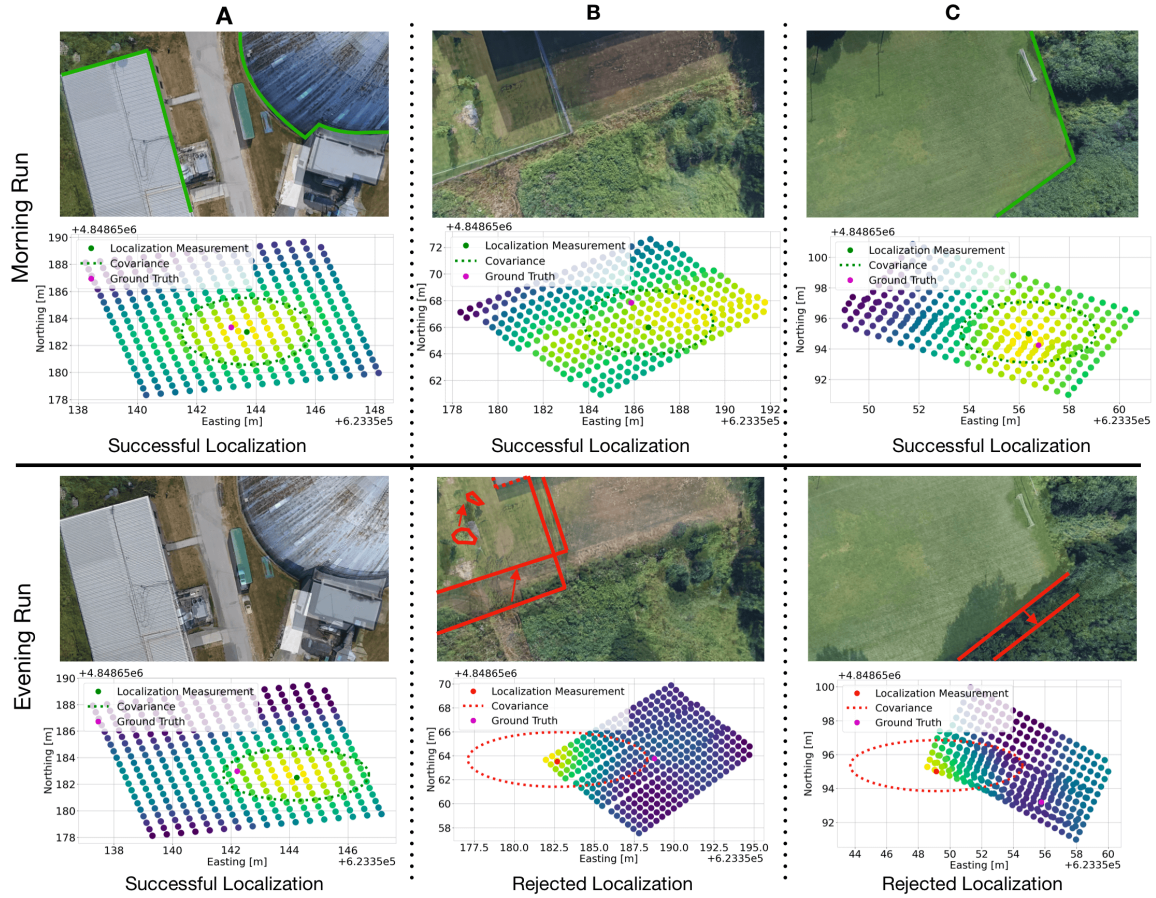 A B C
Morning Run
+4.84865e6
190
188
186
184
182
180
178
Northing [m]
Localization Measurement
Covariance
Ground Truth
138 140 142 144 146 148
Easting [m] +6.2335e5
Successful Localization
+4.84865e6
72
70
68
66
64
62
Northing [m]
Localization Measurement
Covariance
Ground Truth
178 180 182 184 186 188 190 192
Easting [m] +6.2335e5
Successful Localization
+4.84865e6
100
98
96
94
92
Northing [m]
Localization Measurement
Covariance
Ground Truth
50 52 54 56 58 60
Easting [m] +6.2335e5
Successful Localization
Evening Run
+4.84865e6
190
188
186
184
182
180
178
Northing [m]
Localization Measurement
Covariance
Ground Truth
138 140 142 144 146
Easting [m] +6.2335e5
Successful Localization
+4.84865e6
70
68
66
64
62
60
58
Northing [m]
Localization Measurement
Covariance
Ground Truth
177.5 180.0 182.5 185.0 187.5 190.0 192.5 195.0
Easting [m] +6.2335e5
Rejected Localization
+4.84865e6
100
98
96
94
92
Northing [m]
Localization Measurement
Covariance
Ground Truth
44 46 48 50 52 54 56 58 60
Easting [m] +6.2335e5
Rejected Localization